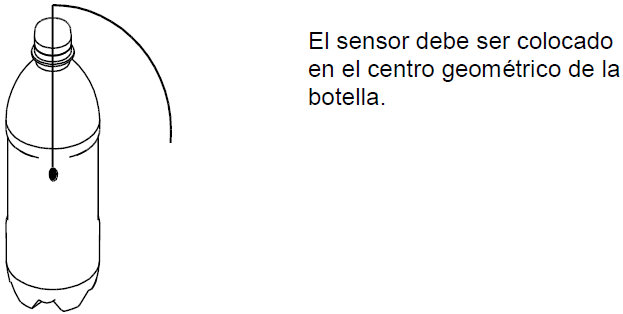 El sensor debe ser colocado
en el centro geométrico de la
botella.